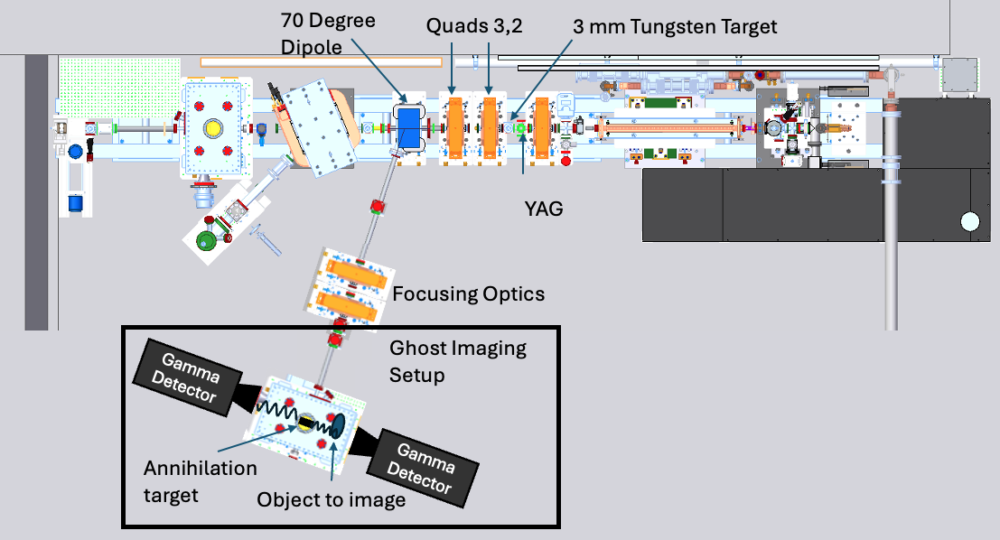 70 Degree
Dipole
Quads 3,2
3 mm Tungsten Target
YAG
Focusing Optics
Ghost Imaging
Setup
Gamma
Detector
Gamma
Detector
Annihilation
target
Object to image